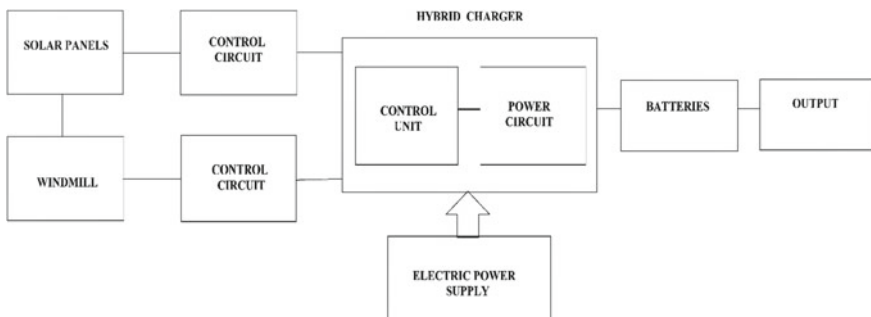 HYBRID CHARGER
SOLAR PANELS
CONTROL
CIRCUIT
CONTROL
UNIT
POWER
CIRCUIT
BATTERIES
OUTPUT
WINDMILL
CONTROL
CIRCUIT
ELECTRIC POWER
SUPPLY